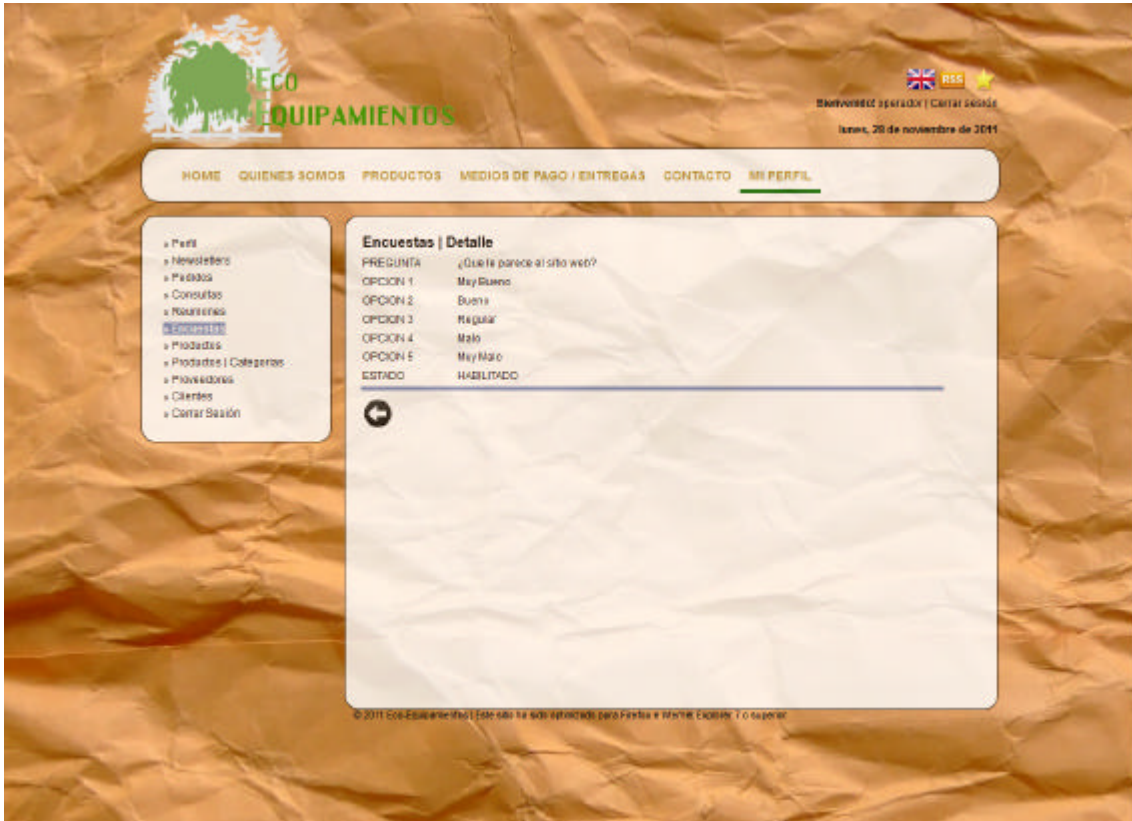 Eco
EQUIPAMIENTOS
RSS
Bienvenido! operador | Cerrar sesión
lunes, 28 de noviembre de 2011
HOME QUIENES SOMOS PRODUCTOS MEDIOS DE PAGO / ENTREGAS CONTACTO MI PERFIL
» Perfil
» Newsletters
» Pedidos
» Consultas
» Reuniones
» Encuestas
» Productos
» Productos | Categorias
» Proveedores
» Clientes
» Cerrar Sesión
Encuestas | Detalle
PREGUNTA ¿Que le parece el sitio web?
OPCION 1 Muy Bueno
OPCION 2 Bueno
OPCION 3 Regular
OPCION 4 Malo
OPCION 5 Muy Malo
ESTADO HABILITADO
© 2011 Eco-Equipamientos | Este sitio ha sido optimizado para Firefox e Internet Explorer 7 o superior